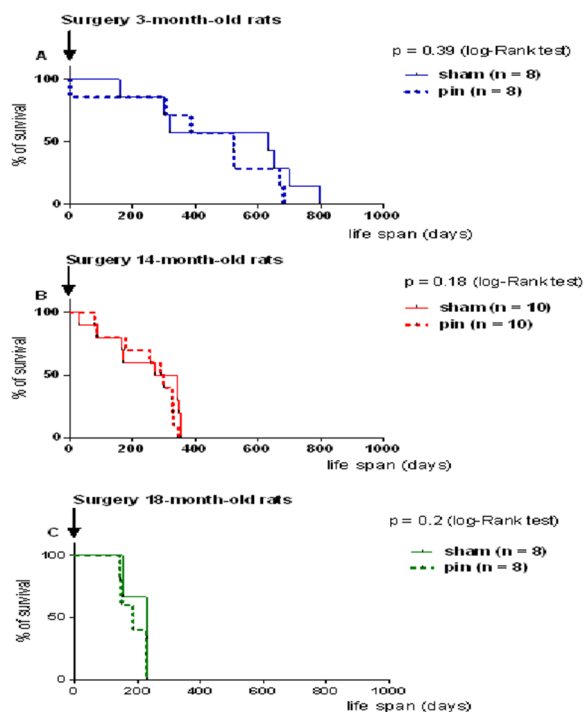 Surgery 3-month-old rats
A
p = 0.39 (log-Rank test)
sham (n = 8)
pin (n = 8)
% of survival
100
50
0
0 200 400 600 800 1000
life span (days)
Surgery 14-month-old rats
B
p = 0.18 (log-Rank test)
sham (n = 10)
pin (n = 10)
% of survival
100
50
0
0 200 400 600 800 1000
life span (days)
Surgery 18-month-old rats
C
p = 0.2 (log-Rank test)
sham (n = 8)
pin (n = 8)
% of survival
100
50
0
0 200 400 600 800 1000
life span (days)